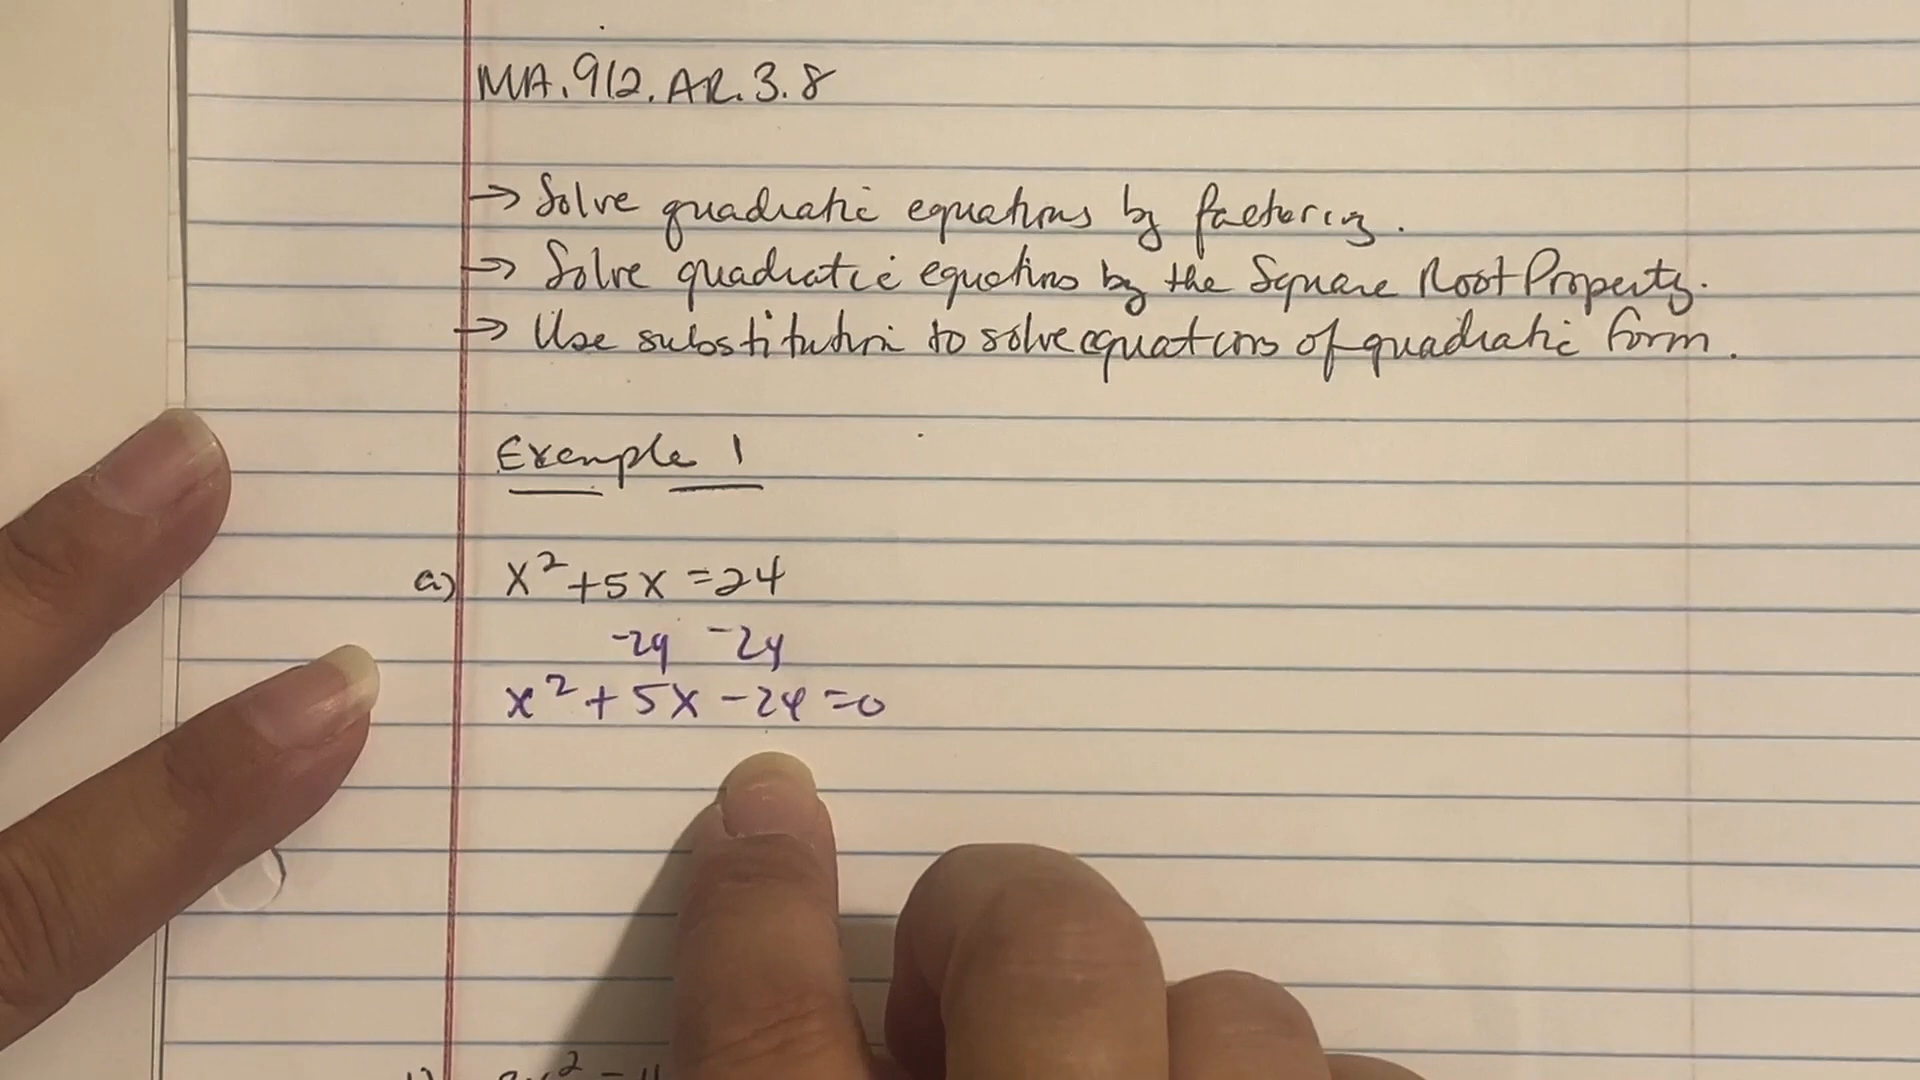 MA.912.AR.3.8
→ Solve quadratic equations by factoring.
→ Solve quadratic equations by the Square Root Property.
→ Use substitution to solve equations of quadratic form.
Example 1
a) x² + 5x = 24
-24 -24
x² + 5x - 24 = 0